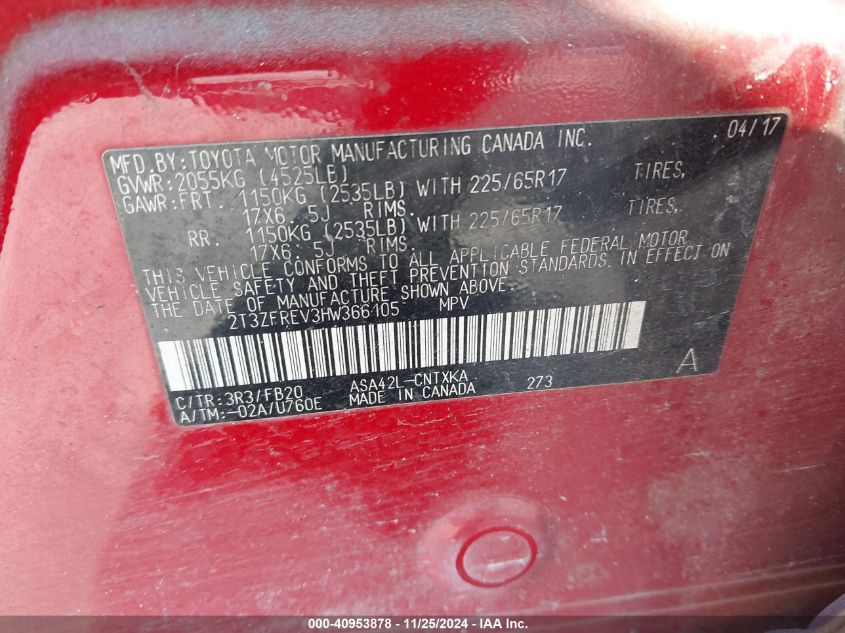 MFD.BY:TOYOTA MOTOR MANUFACTURING CANADA INC. 04/17
GVWR:2055KG (4525LB)
GAWR:FRT. 1150KG (2535LB) WITH 225/65R17 TIRES,
17X6.5J RIMS.
RR. 1150KG (2535LB) WITH 225/65R17 TIRES,
17X6.5J RIMS.
THIS VEHICLE CONFORMS TO ALL APPLICABLE FEDERAL MOTOR
VEHICLE SAFETY AND THEFT PREVENTION STANDARDS IN EFFECT ON
THE DATE OF MANUFACTURE SHOWN ABOVE.
2T3ZFREV3HW366105 MPV
A
C/TR:3R3/FB20 ASA42L-CNTXKA 273
A/TM:-02A/U760E MADE IN CANADA
000-40953878 - 11/25/2024 - IAA Inc.